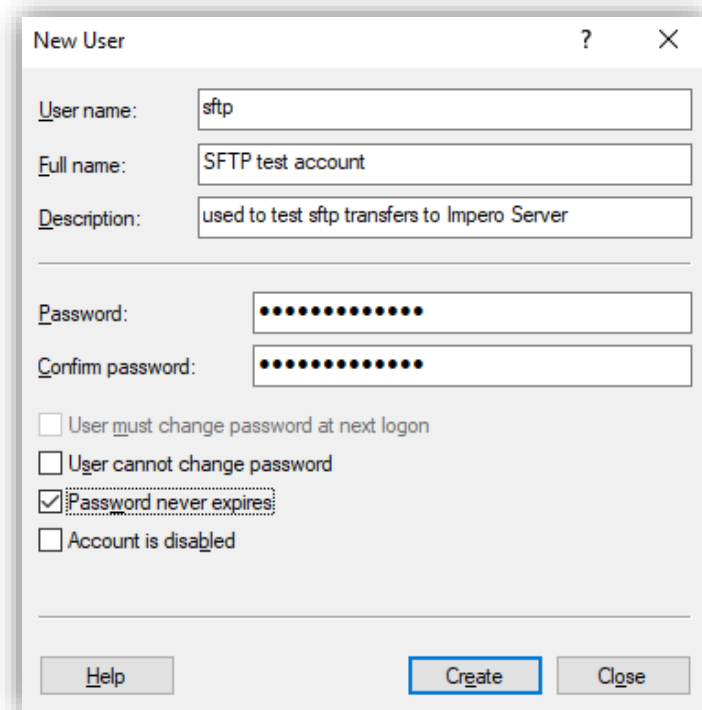 New User ? ×
User name: sftp
Full name: SFTP test account
Description: used to test sftp transfers to Impero Server
Password: •••••••••••••
Confirm password: •••••••••••••
User must change password at next logon
User cannot change password
Password never expires
Account is disabled
Help Create Close